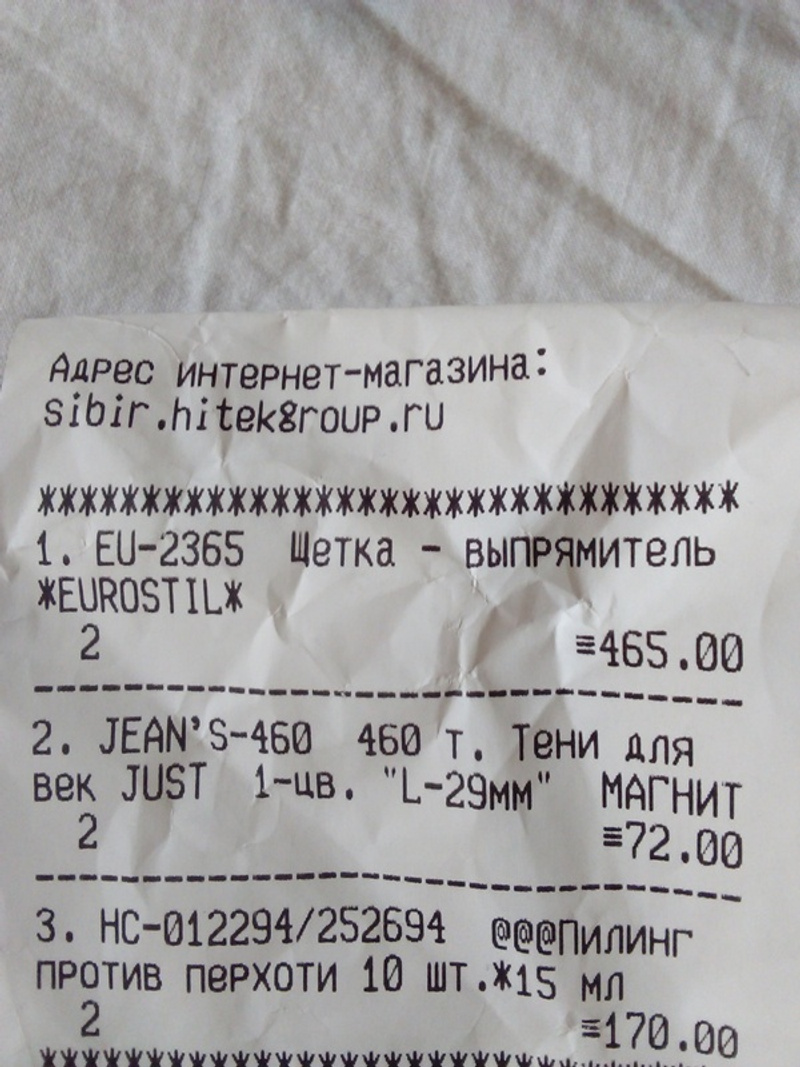 Адрес интернет-магазина:
sibir.hitekgroup.ru
*********************************
1. EU-2365  Щетка - выпрямитель
*EUROSTIL*
2 ≡465.00
---------------------------------
2. JEAN'S-460  460 т. Тени для
век JUST  1-цв. "L-29мм"  МАГНИТ
2 ≡72.00
---------------------------------
3. HC-012294/252694  @@@Пилинг
против перхоти 10 шт.*15 мл
2 ≡170.00
*********************************